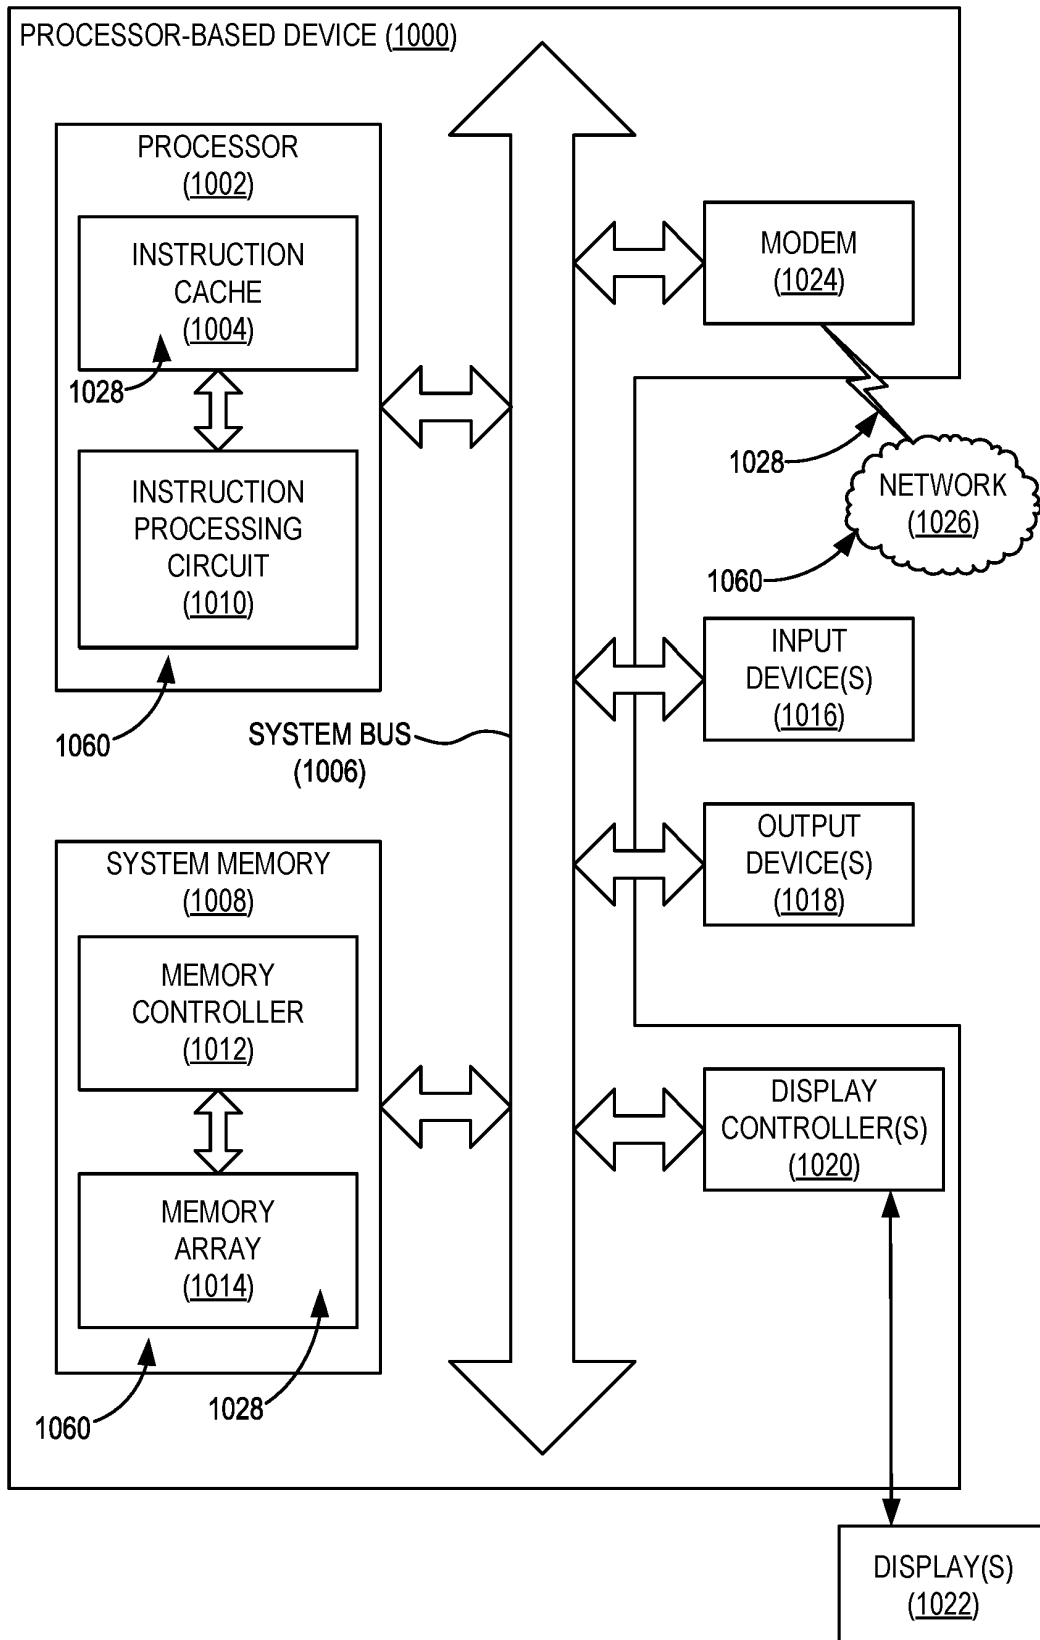 PROCESSOR-BASED DEVICE (1000)
PROCESSOR
(1002)
INSTRUCTION
CACHE
(1004)
1028
INSTRUCTION
PROCESSING
CIRCUIT
(1010)
1060
SYSTEM BUS
(1006)
SYSTEM MEMORY
(1008)
MEMORY
CONTROLLER
(1012)
MEMORY
ARRAY
(1014)
1060
1028
MODEM
(1024)
1028
NETWORK
(1026)
1060
INPUT
DEVICE(S)
(1016)
OUTPUT
DEVICE(S)
(1018)
DISPLAY
CONTROLLER(S)
(1020)
DISPLAY(S)
(1022)